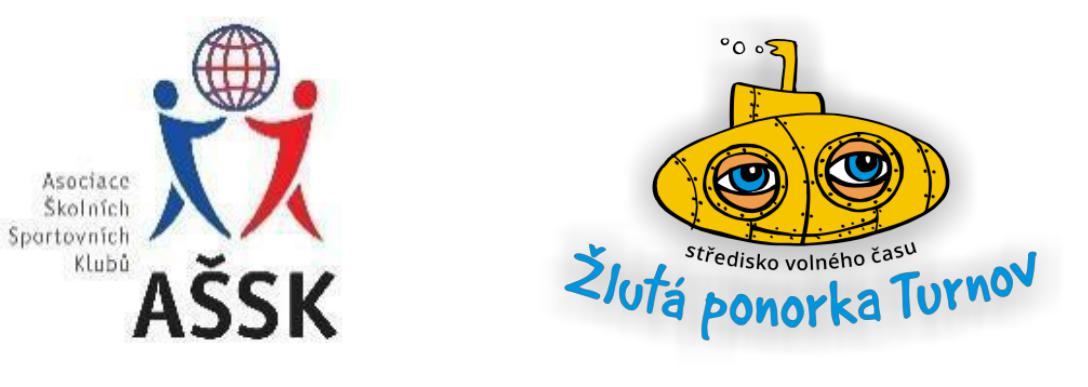 Asociace
Školních
Sportovních
Klubů
AŠSK
středisko volného času
Žlutá ponorka Turnov